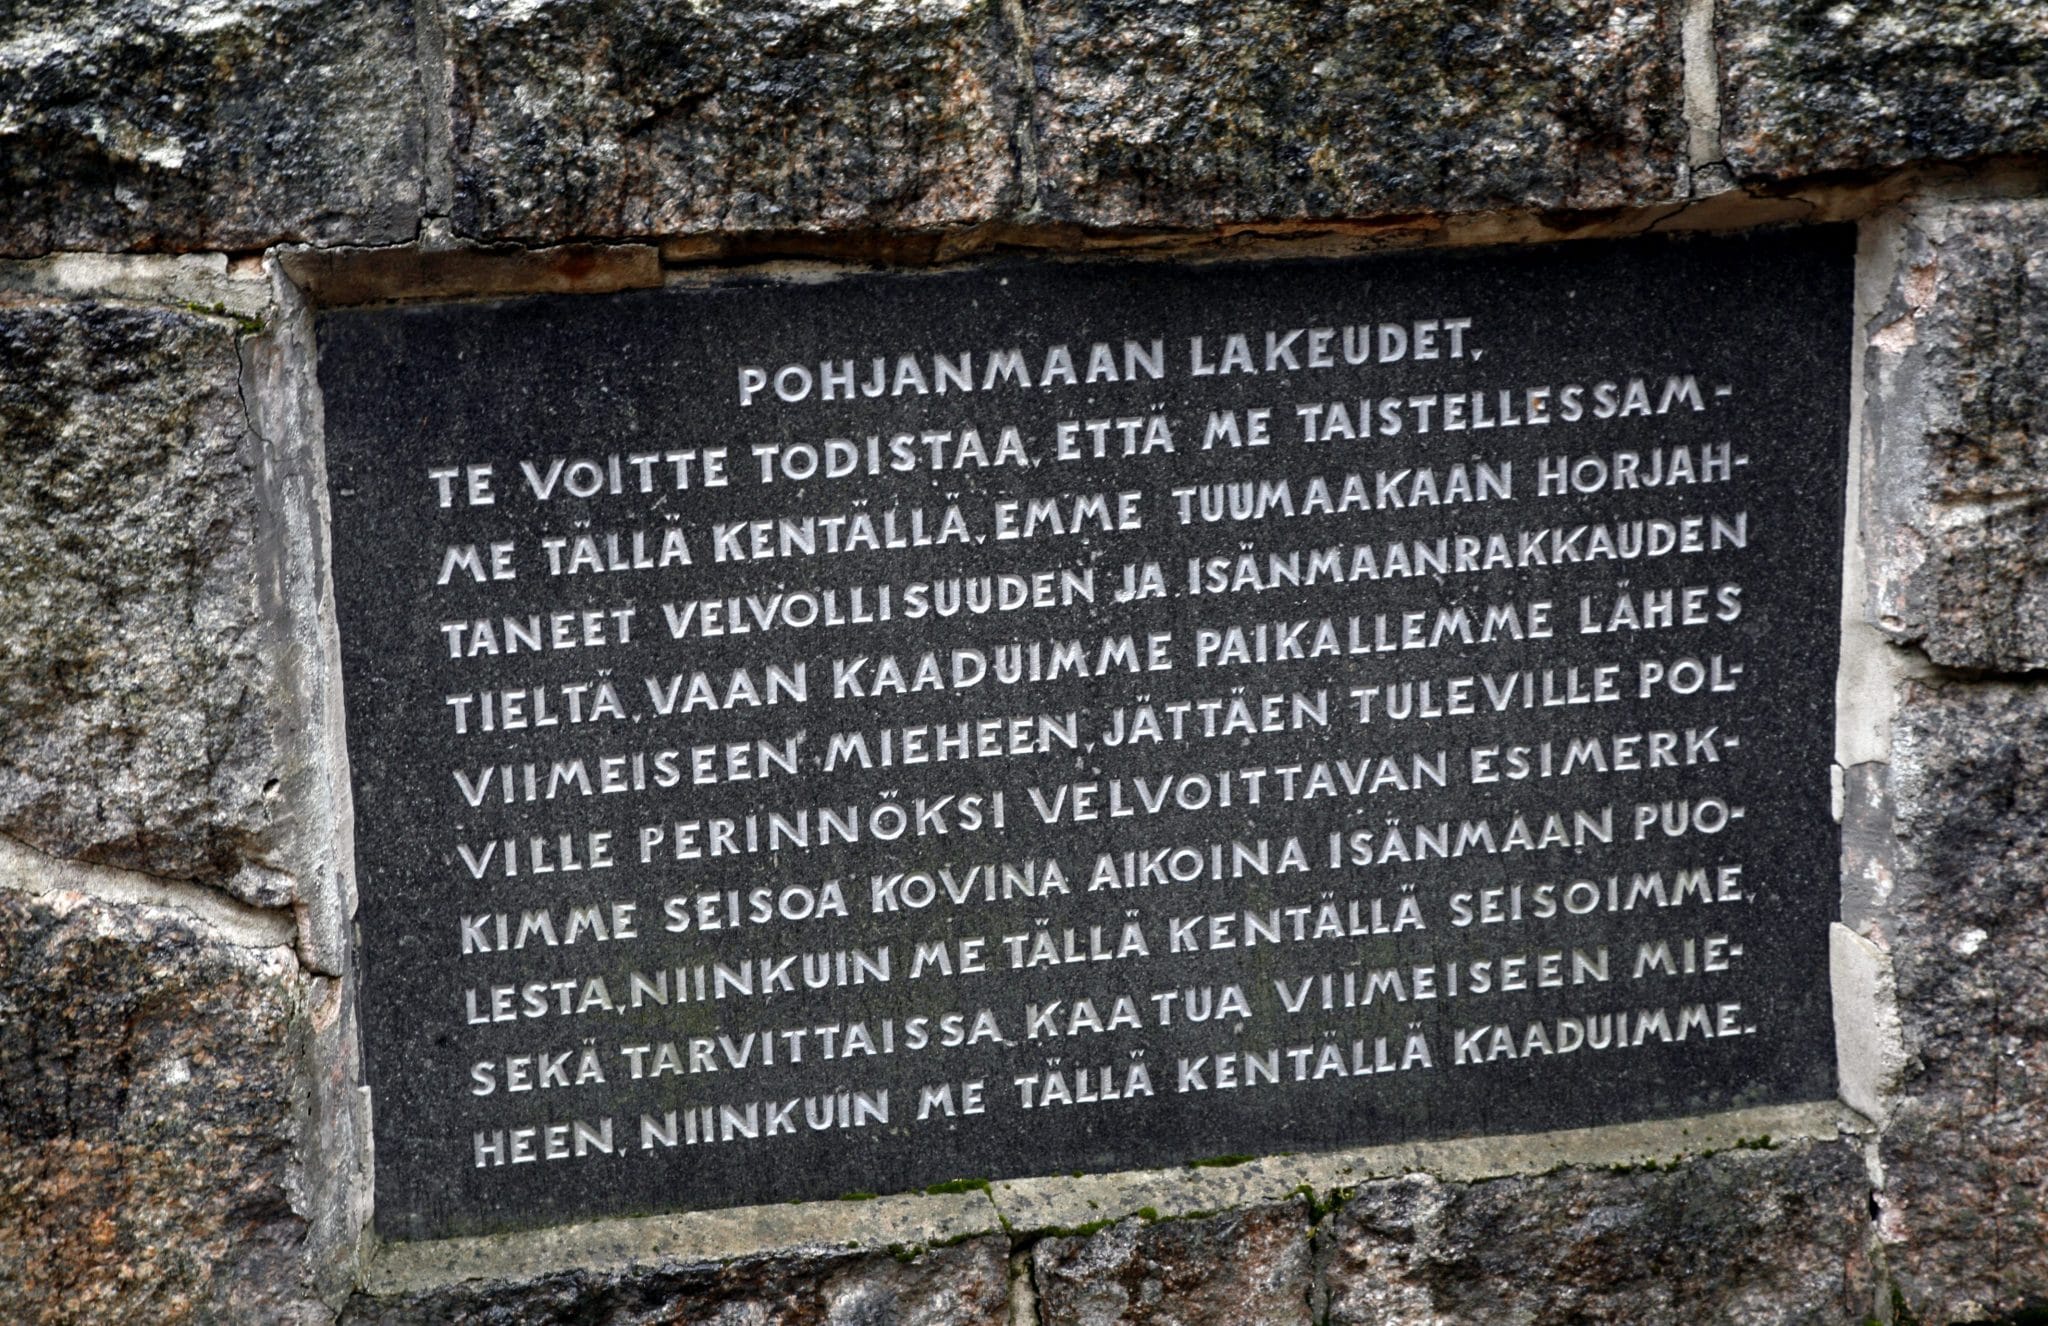 POHJANMAAN LAKEUDET,
TE VOITTE TODISTAA, ETTÄ ME TAISTELLESSAM-
ME TÄLLÄ KENTÄLLÄ, EMME TUUMAAKAAN HORJAH-
TANEET VELVOLLISUUDEN JA ISÄNMAANRAKKAUDEN
TIELTÄ, VAAN KAADUIMME PAIKALLEMME LÄHES
VIIMEISEEN MIEHEEN, JÄTTÄEN TULEVILLE POL-
VILLE PERINNÖKSI VELVOITTAVAN ESIMERK-
KIMME SEISOA KOVINA AIKOINA ISÄNMAAN PUO-
LESTA, NIINKUIN ME TÄLLÄ KENTÄLLÄ SEISOIMME,
SEKÄ TARVITTAISSA KAATUA VIIMEISEEN MIE-
HEEN, NIINKUIN ME TÄLLÄ KENTÄLLÄ KAADUIMME.